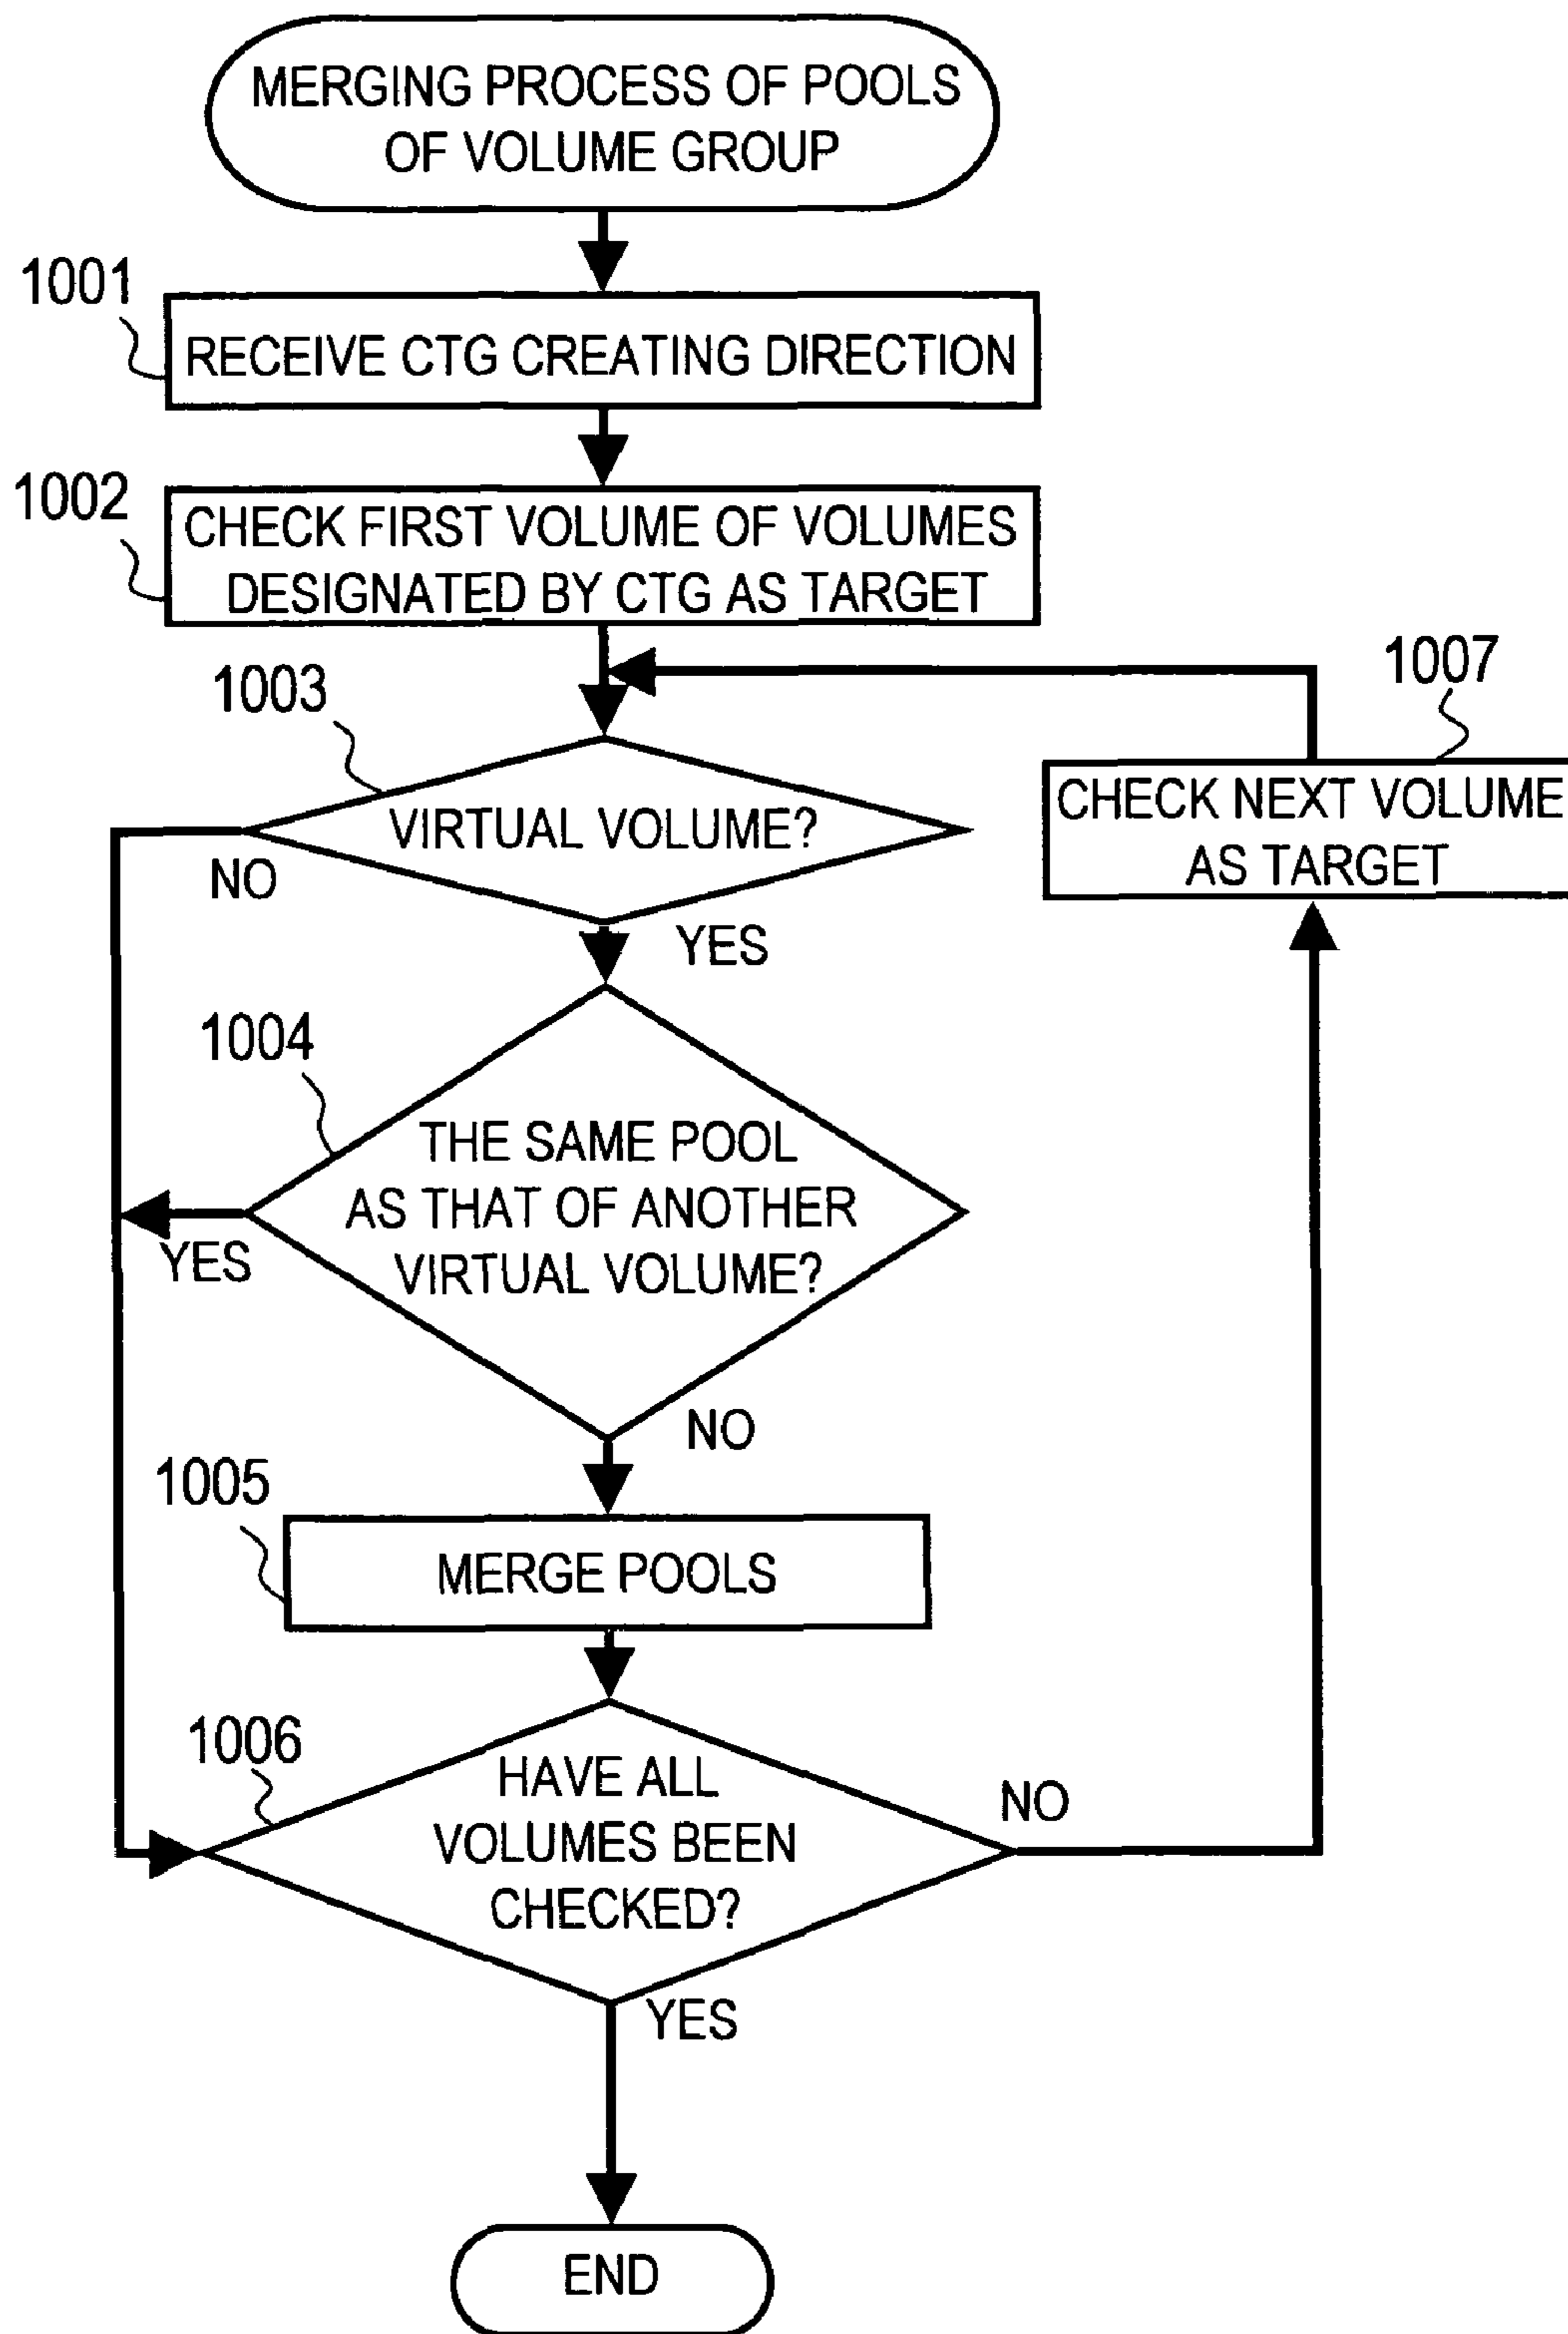 MERGING PROCESS OF POOLS
OF VOLUME GROUP
1001
RECEIVE CTG CREATING DIRECTION
1002
CHECK FIRST VOLUME OF VOLUMES
DESIGNATED BY CTG AS TARGET
1003
VIRTUAL VOLUME?
NO
YES
1007
CHECK NEXT VOLUME
AS TARGET
1004
THE SAME POOL
AS THAT OF ANOTHER
VIRTUAL VOLUME?
YES
NO
1005
MERGE POOLS
1006
HAVE ALL
VOLUMES BEEN
CHECKED?
NO
YES
END